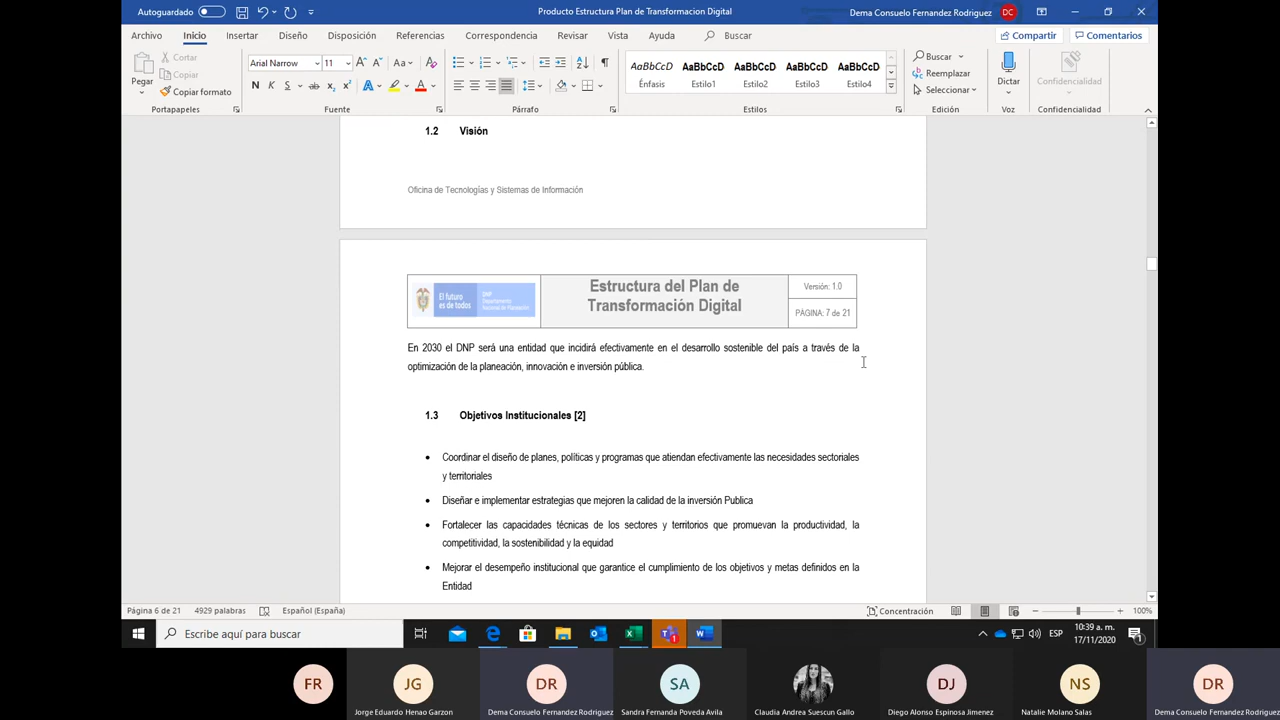 Autoguardado
Producto Estructura Plan de Transformacion Digital
Dema Consuelo Fernandez Rodriguez
DC
Archivo Inicio Insertar Diseño Disposición Referencias Correspondencia Revisar Vista Ayuda Buscar
Compartir Comentarios
Pegar
Cortar
Copiar
Copiar formato
Portapapeles
Arial Narrow 11
N K S ab x₂ x² A A
Fuente
Párrafo
AaBbCcD AaBbCcD AaBbCcD AaBbCcD AaBbCcD
Énfasis Estilo1 Estilo2 Estilo3 Estilo4
Estilos
Buscar
Reemplazar
Seleccionar
Edición
Dictar
Voz
Confidencialidad
Confidencialidad
1.2 Visión
Oficina de Tecnologías y Sistemas de Información
El futuro
es de todos
DNP
Departamento
Nacional de Planeación
Estructura del Plan de
Transformación Digital
Versión: 1.0
PAGINA: 7 de 21
En 2030 el DNP será una entidad que incidirá efectivamente en el desarrollo sostenible del país a través de la
optimización de la planeación, innovación e inversión pública.
1.3 Objetivos Institucionales [2]
• Coordinar el diseño de planes, políticas y programas que atiendan efectivamente las necesidades sectoriales
y territoriales
• Diseñar e implementar estrategias que mejoren la calidad de la inversión Publica
• Fortalecer las capacidades técnicas de los sectores y territorios que promuevan la productividad, la
competitividad, la sostenibilidad y la equidad
• Mejorar el desempeño institucional que garantice el cumplimiento de los objetivos y metas definidos en la
Entidad
Página 6 de 21 4929 palabras Español (España)
Concentración
100%
Escribe aquí para buscar
1
ESP
10:39 a. m.
17/11/2020
1
FR
JG
Jorge Eduardo Henao Garzon
DR
Dema Consuelo Fernandez Rodriguez
SA
Sandra Fernanda Poveda Avila
Claudia Andrea Suescun Gallo
DJ
Diego Alonso Espinosa Jimenez
NS
Natalie Molano Salas
DR
Dema Consuelo Fernandez Rodriguez